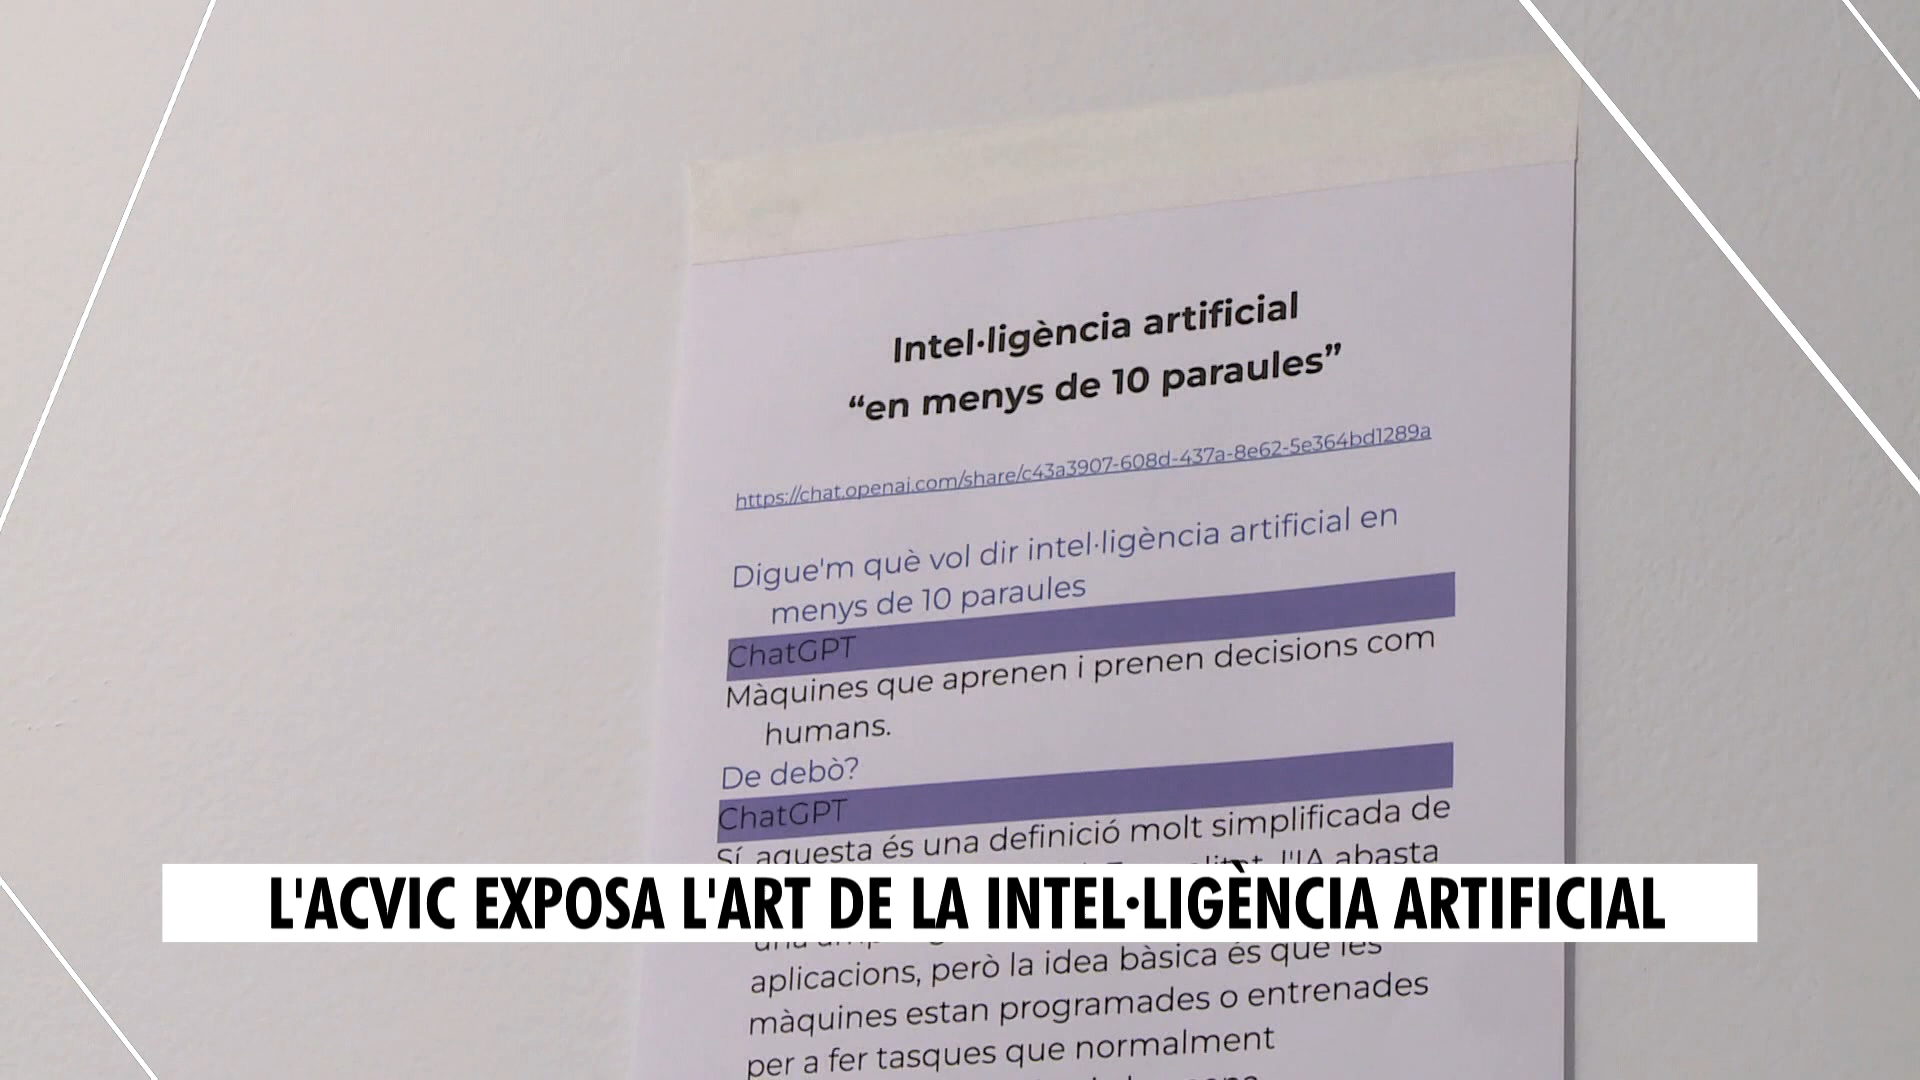 Intel·ligència artificial
“en menys de 10 paraules”
https://chat.openai.com/share/c43a3907-608d-437a-8e62-5e364bd1289a
Digue'm què vol dir intel·ligència artificial en
menys de 10 paraules
ChatGPT
Màquines que aprenen i prenen decisions com
humans.
De debò?
ChatGPT
Sí, aquesta és una definició molt simplificada de
l'IA abasta
L'ACVIC EXPOSA L'ART DE LA INTEL·LIGÈNCIA ARTIFICIAL
aplicacions, però la idea bàsica és que les
màquines estan programades o entrenades
per a fer tasques que normalment